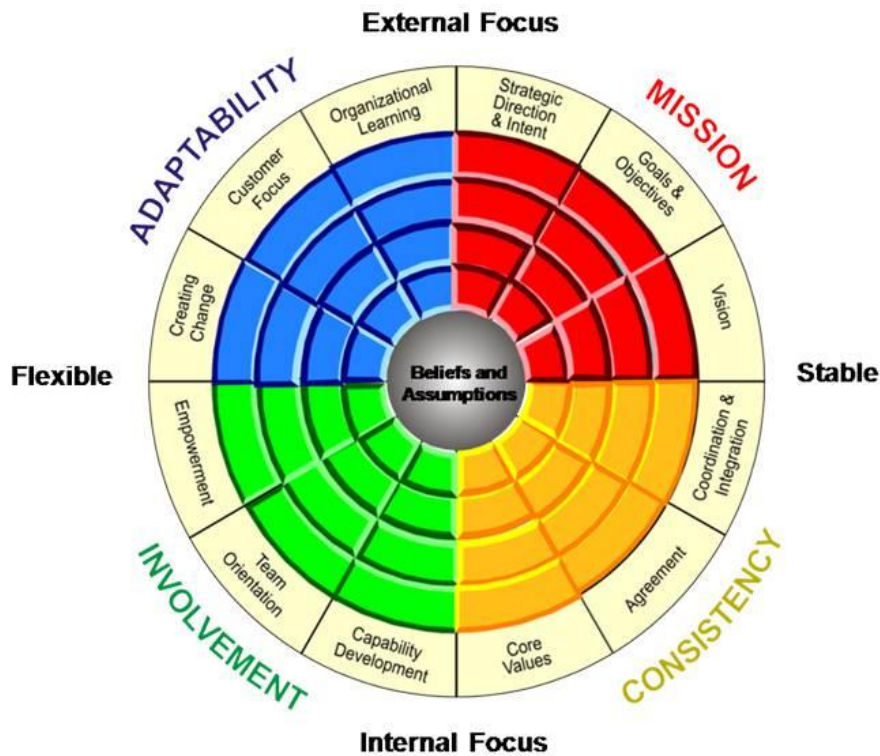 External Focus
ADAPTABILITY
MISSION
Organizational
Learning
Strategic
Direction
& Intent
Customer
Focus
Goals &
Objectives
Creating
Change
Vision
Flexible
Beliefs and
Assumptions
Stable
Empowerment
Coordination &
Integration
Team
Orientation
Agreement
Capability
Development
Core
Values
INVOLVEMENT
CONSISTENCY
Internal Focus